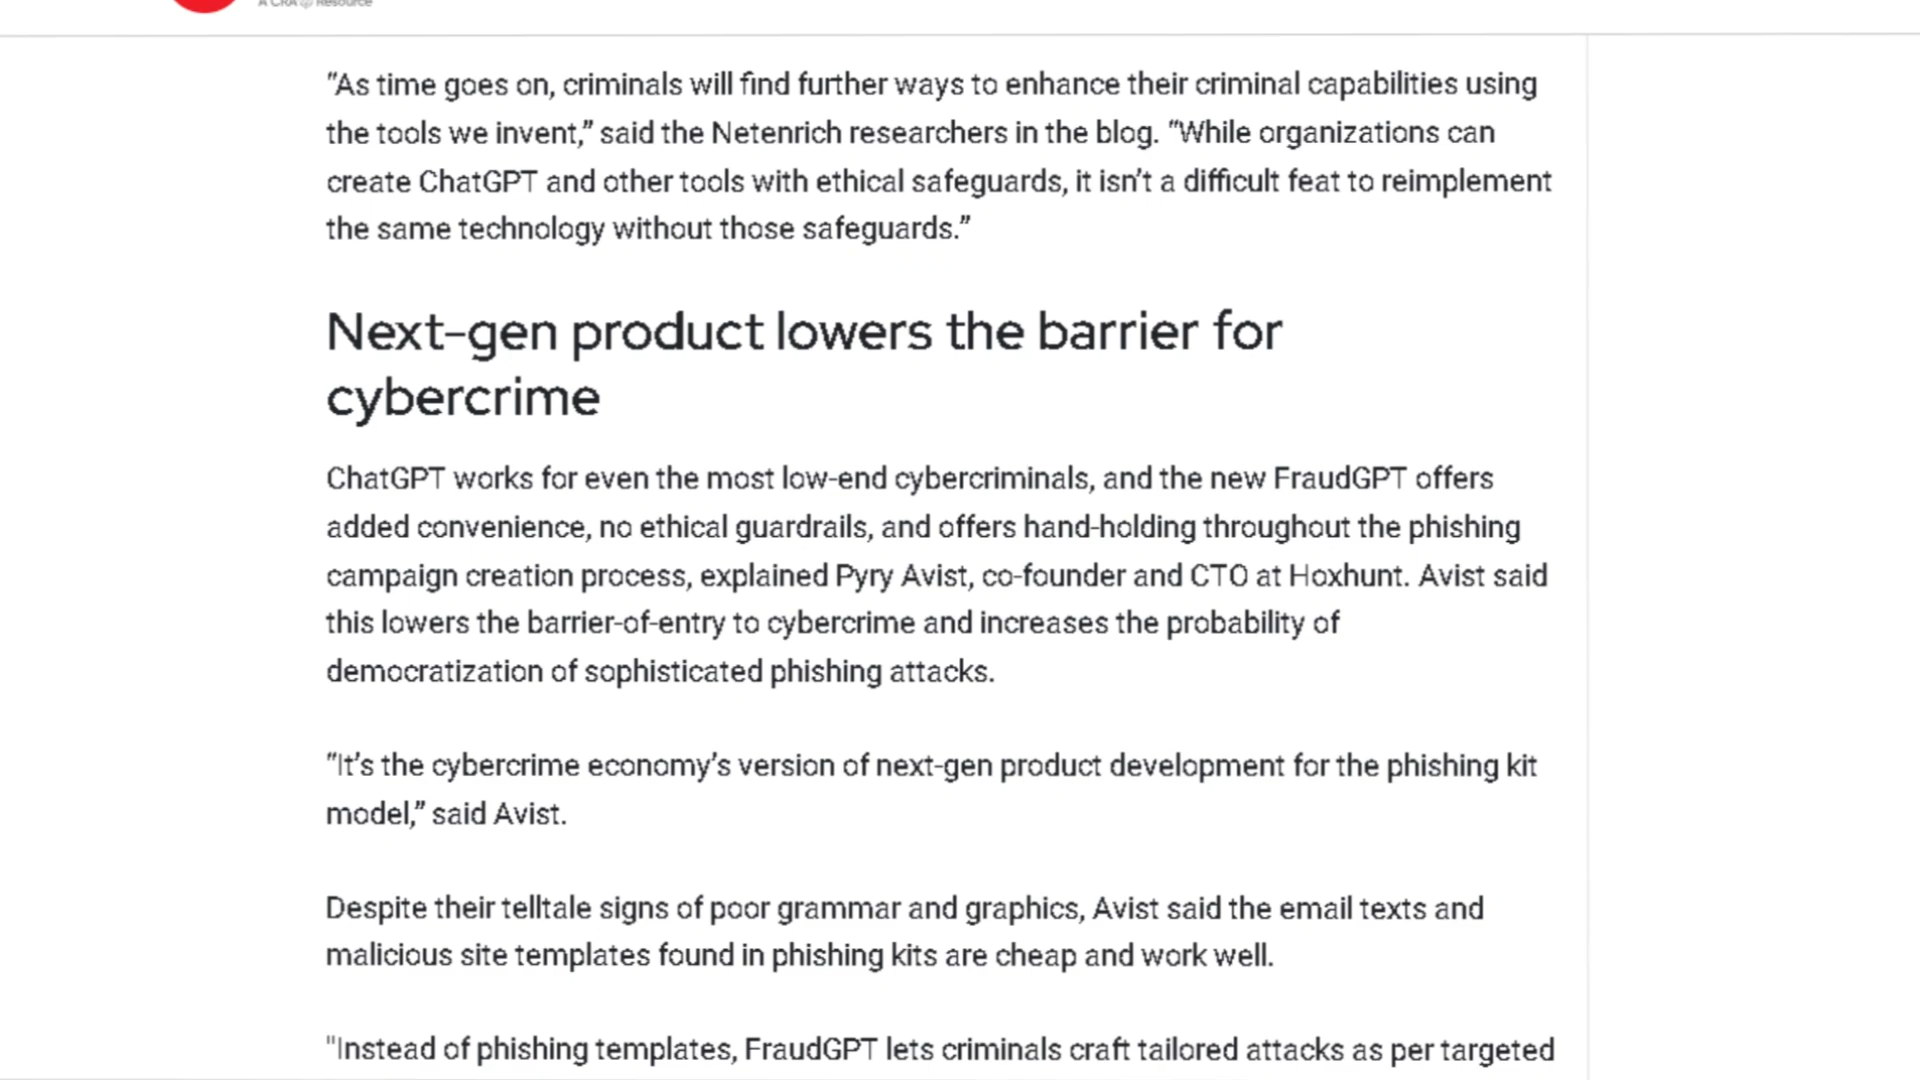 A CRA Resource
“As time goes on, criminals will find further ways to enhance their criminal capabilities using
the tools we invent,” said the Netenrich researchers in the blog. “While organizations can
create ChatGPT and other tools with ethical safeguards, it isn’t a difficult feat to reimplement
the same technology without those safeguards.”
Next-gen product lowers the barrier for
cybercrime
ChatGPT works for even the most low-end cybercriminals, and the new FraudGPT offers
added convenience, no ethical guardrails, and offers hand-holding throughout the phishing
campaign creation process, explained Pyry Avist, co-founder and CTO at Hoxhunt. Avist said
this lowers the barrier-of-entry to cybercrime and increases the probability of
democratization of sophisticated phishing attacks.
“It’s the cybercrime economy’s version of next-gen product development for the phishing kit
model,” said Avist.
Despite their telltale signs of poor grammar and graphics, Avist said the email texts and
malicious site templates found in phishing kits are cheap and work well.
"Instead of phishing templates, FraudGPT lets criminals craft tailored attacks as per targeted